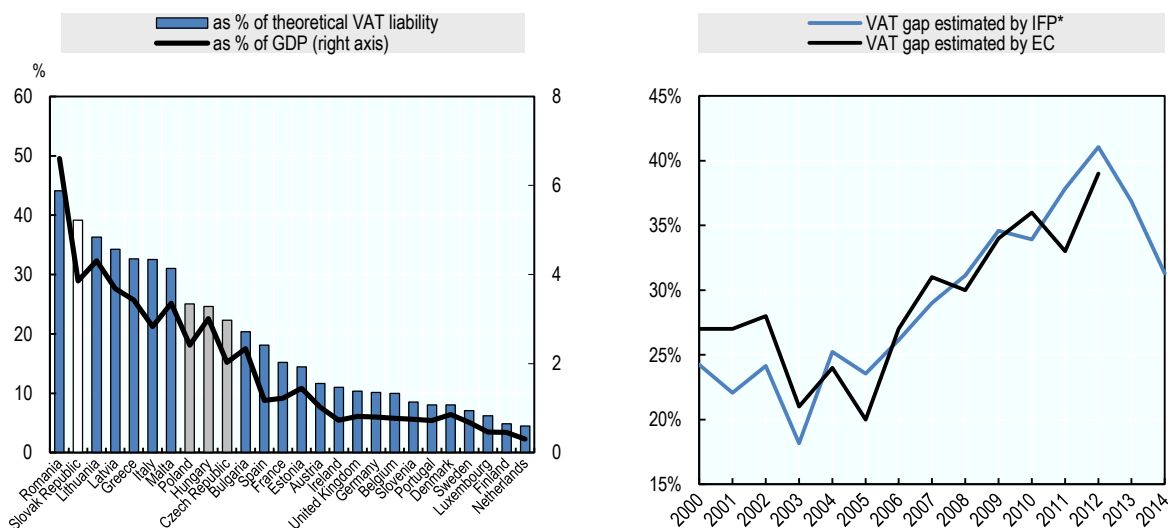 as % of theoretical VAT liability
as % of GDP (right axis)
%
60
50
40
30
20
10
0
8
6
4
2
0
Romania
Slovak Republic
Lithuania
Latvia
Greece
Italy
Malta
Poland
Hungary
Czech Republic
Bulgaria
Spain
France
Estonia
Austria
Ireland
United Kingdom
Germany
Belgium
Slovenia
Portugal
Denmark
Sweden
Luxembourg
Finland
Netherlands
VAT gap estimated by IFP*
VAT gap estimated by EC
45%
40%
35%
30%
25%
20%
15%
2000
2001
2002
2003
2004
2005
2006
2007
2008
2009
2010
2011
2012
2013
2014